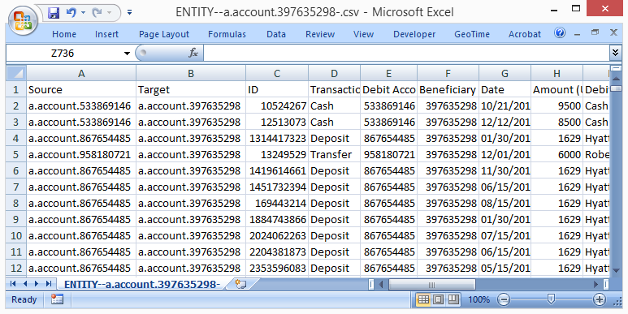 ENTITY--a.account.397635298-.csv - Microsoft Excel
Home Insert Page Layout Formulas Data Review View Developer GeoTime Acrobat
Z736 fx
A B C D E F G H
1 Source Target ID Transactic Debit Acco Beneficiary Date Amount (I Debi
2 a.account.533869146 a.account.397635298 10524267 Cash 533869146 397635298 10/21/201 9500 Cash
3 a.account.533869146 a.account.397635298 12513073 Cash 533869146 397635298 12/12/201 8500 Cash
4 a.account.867654485 a.account.397635298 1314417323 Deposit 867654485 397635298 01/30/201 1629 Hyatt
5 a.account.958180721 a.account.397635298 13249529 Transfer 958180721 397635298 12/01/201 6000 Robe
6 a.account.867654485 a.account.397635298 1419614661 Deposit 867654485 397635298 11/30/201 1629 Hyatt
7 a.account.867654485 a.account.397635298 1451732394 Deposit 867654485 397635298 06/15/201 1629 Hyatt
8 a.account.867654485 a.account.397635298 169443214 Deposit 867654485 397635298 08/15/201 1629 Hyatt
9 a.account.867654485 a.account.397635298 1884743866 Deposit 867654485 397635298 01/30/201 1629 Hyatt
10 a.account.867654485 a.account.397635298 2024062263 Deposit 867654485 397635298 07/15/201 1629 Hyatt
11 a.account.867654485 a.account.397635298 2204381873 Deposit 867654485 397635298 06/15/201 1629 Hyatt
12 a.account.867654485 a.account.397635298 2353596083 Deposit 867654485 397635298 05/15/201 1629 Hyatt
ENTITY--a.account.397635298-
Ready 100%